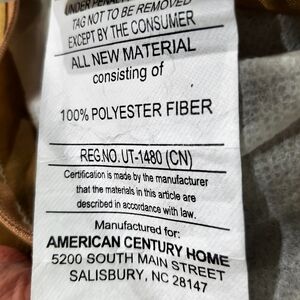 UNDER PENALTY
TAG NOT TO BE REMOVED
EXCEPT BY THE CONSUMER
ALL NEW MATERIAL
consisting of
100% POLYESTER FIBER
REG.NO. UT-1480 (CN)
Certification is made by the manufacturer
that the materials in this article are
described in accordance with law.
Manufactured for:
AMERICAN CENTURY HOME
5200 SOUTH MAIN STREET
SALISBURY, NC 28147